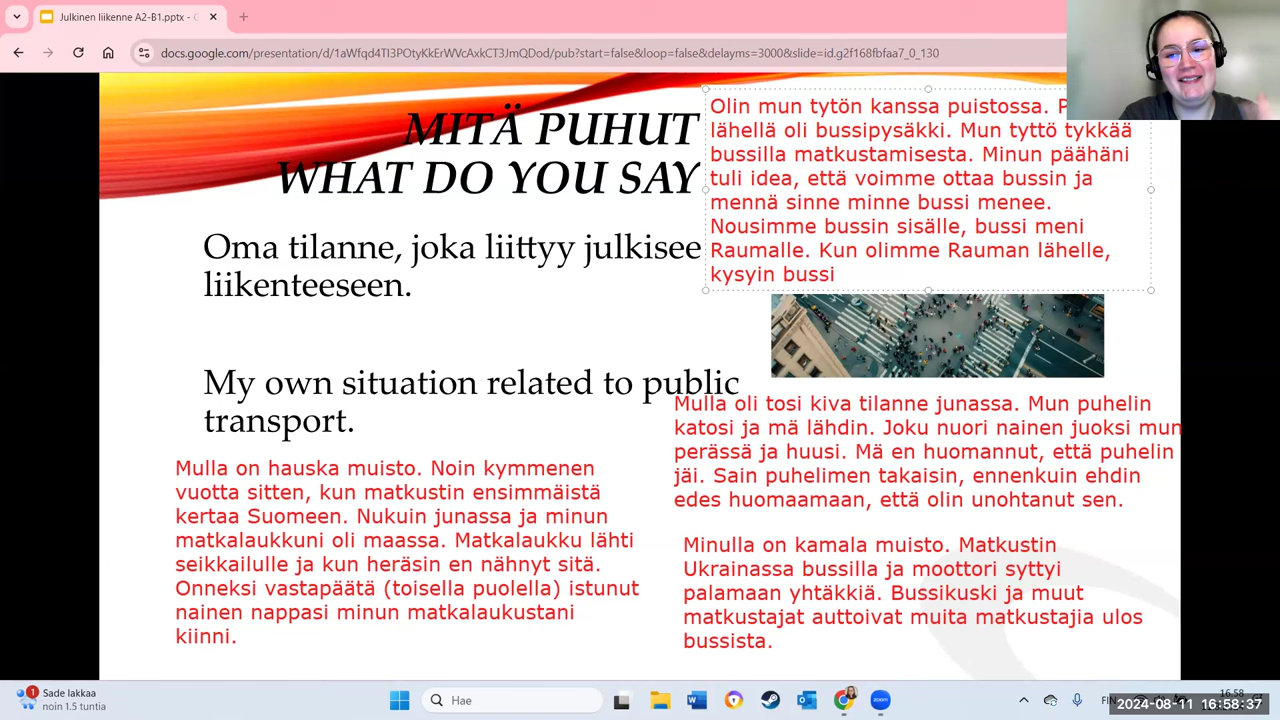 Julkinen liikenne A2-B1.pptx - G
docs.google.com/presentation/d/1aWfqd4TI3POtyKkErWVcAxkCT3JmQDod/pub?start=false&loop=false&delayms=3000&slide=id.g2f168fbfaa7_0_130
MITÄ PUHUT
WHAT DO YOU SAY
Oma tilanne, joka liittyy julkisee
liikenteeseen.
My own situation related to public
transport.
Olin mun tytön kanssa puistossa.
lähellä oli bussipysäkki. Mun tyttö tykkää
bussilla matkustamisesta. Minun päähäni
tuli idea, että voimme ottaa bussin ja
mennä sinne minne bussi menee.
Nousimme bussin sisälle, bussi meni
Raumalle. Kun olimme Rauman lähelle,
kysyin bussi
Mulla oli tosi kiva tilanne junassa. Mun puhelin
katosi ja mä lähdin. Joku nuori nainen juoksi mun
perässä ja huusi. Mä en huomannut, että puhelin
jäi. Sain puhelimen takaisin, ennenkuin ehdin
edes huomaamaan, että olin unohtanut sen.
Mulla on hauska muisto. Noin kymmenen
vuotta sitten, kun matkustin ensimmäistä
kertaa Suomeen. Nukuin junassa ja minun
matkalaukkuni oli maassa. Matkalaukku lähti
seikkailulle ja kun heräsin en nähnyt sitä.
Onneksi vastapäätä (toisella puolella) istunut
nainen nappasi minun matkalaukustani
kiinni.
Minulla on kamala muisto. Matkustin
Ukrainassa bussilla ja moottori syttyi
palamaan yhtäkkiä. Bussikuski ja muut
matkustajat auttoivat muita matkustajia ulos
bussista.
1
Sade lakkaa
noin 1.5 tuntia
Hae
zoom
FIN
16.58
2024-08-11 16:58:37